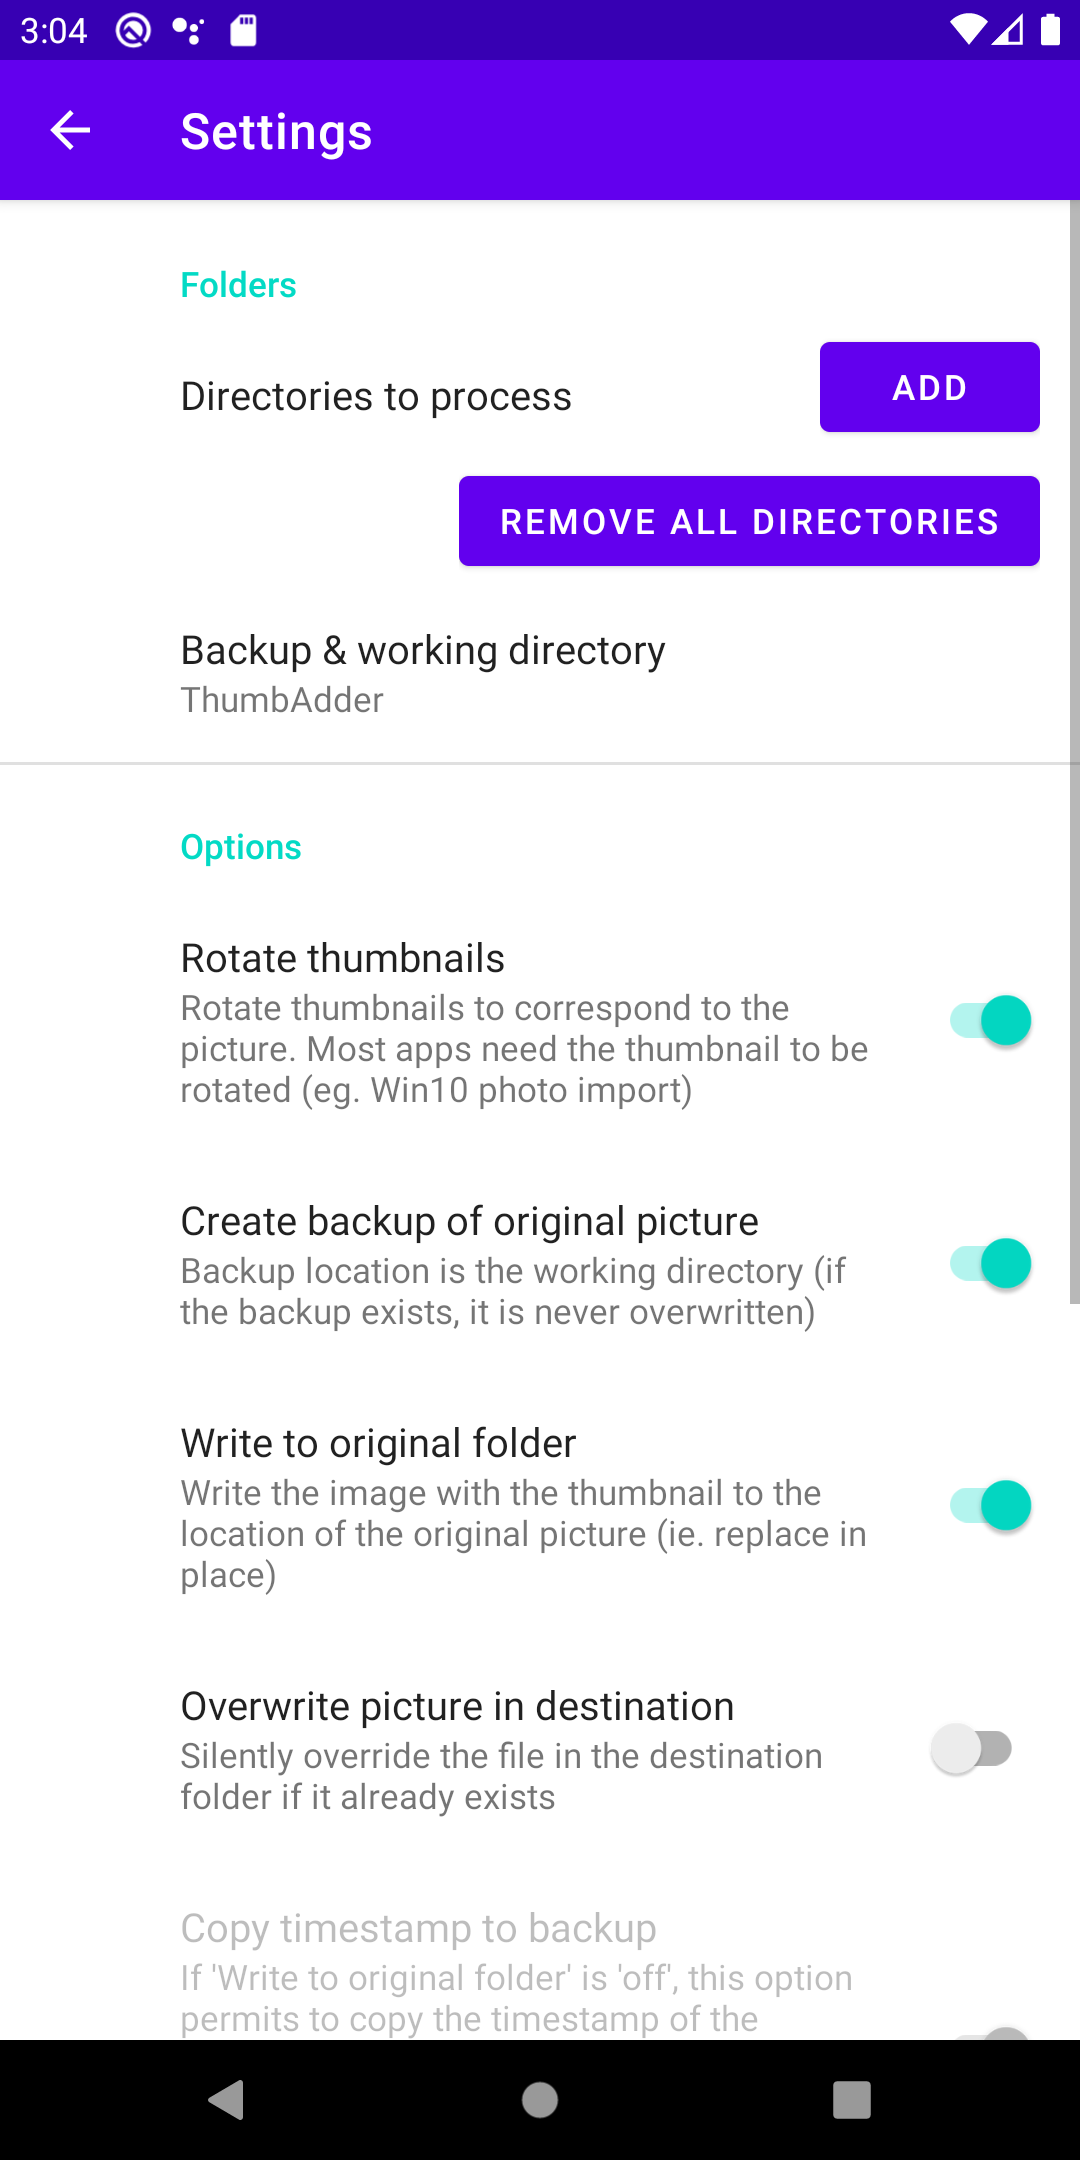 3:04
Settings
Folders
Directories to process
ADD
REMOVE ALL DIRECTORIES
Backup & working directory
ThumbAdder
Options
Rotate thumbnails
Rotate thumbnails to correspond to the
picture. Most apps need the thumbnail to be
rotated (eg. Win10 photo import)
Create backup of original picture
Backup location is the working directory (if
the backup exists, it is never overwritten)
Write to original folder
Write the image with the thumbnail to the
location of the original picture (ie. replace in
place)
Overwrite picture in destination
Silently override the file in the destination
folder if it already exists
Copy timestamp to backup
If 'Write to original folder' is 'off', this option
permits to copy the timestamp of the